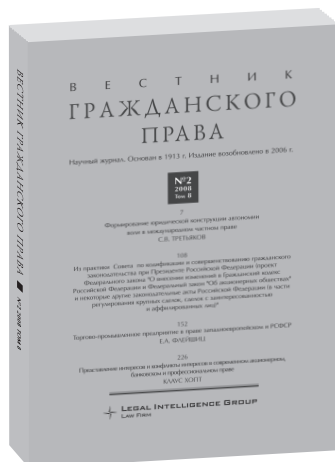 ВЕСТНИК
ГРАЖДАНСКОГО
ПРАВА
Научный журнал. Основан в 1913 г. Издание возобновлено в 2006 г.
№2
2008
Том 8
7
Формирование юридической конструкции автономии
воли в международном частном праве
С.В. ТРЕТЬЯКОВ
108
Из практики Совета по кодификации и совершенствованию гражданского
законодательства при Президенте Российской Федерации (проект
Федерального закона "О внесении изменений в Гражданский кодекс
Российской Федерации и Федеральный закон "Об акционерных обществах"
и некоторые другие законодательные акты Российской Федерации (в части
регулирования крупных сделок, сделок с заинтересованностью
и аффилированных лиц)"
152
Торгово-промышленное предприятие в праве западноевропейском и РСФСР
Е.А. ФЛЕЙШИЦ
226
Представления интересов и конфликты интересов в современном акционерном,
банковском и профессиональном праве
КЛАУС ХОПТ
LEGAL INTELLIGENCE GROUP
LAW FIRM
ВЕСТНИК ГРАЖДАНСКОГО ПРАВА ■ №2 2008 ТОМ 8